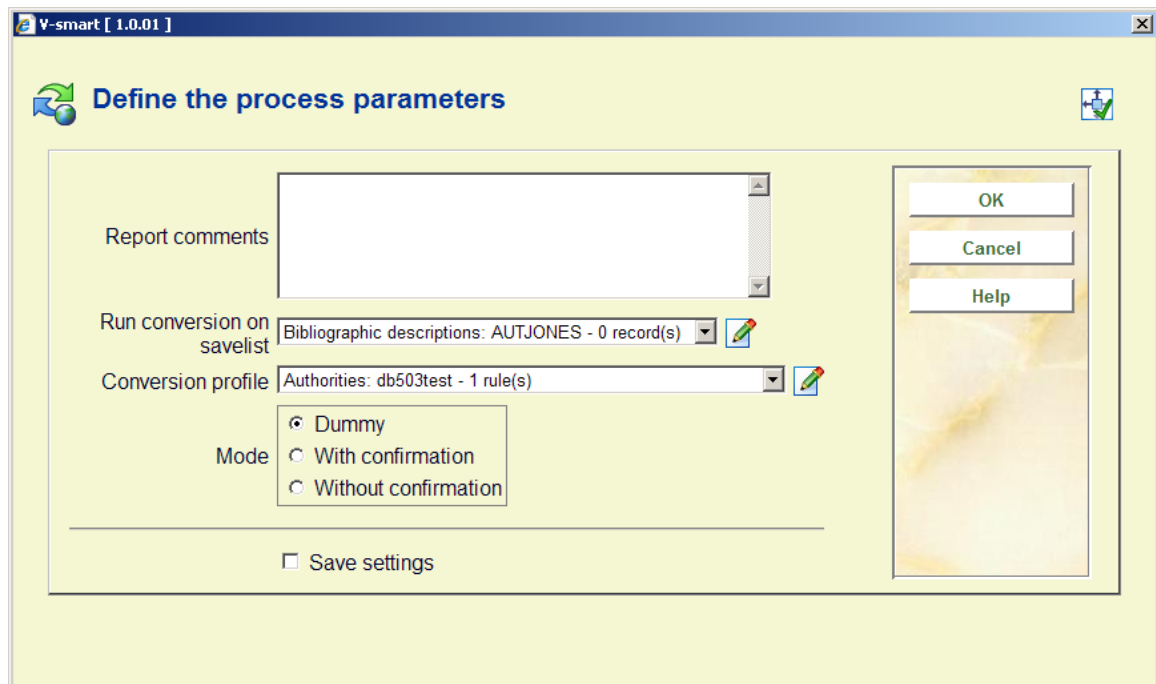 V-smart [ 1.0.01 ]
Define the process parameters
Report comments
OK
Cancel
Help
Run conversion on
savelist
Bibliographic descriptions: AUTJONES - 0 record(s)
Conversion profile
Authorities: db503test - 1 rule(s)
Mode
Dummy
With confirmation
Without confirmation
Save settings